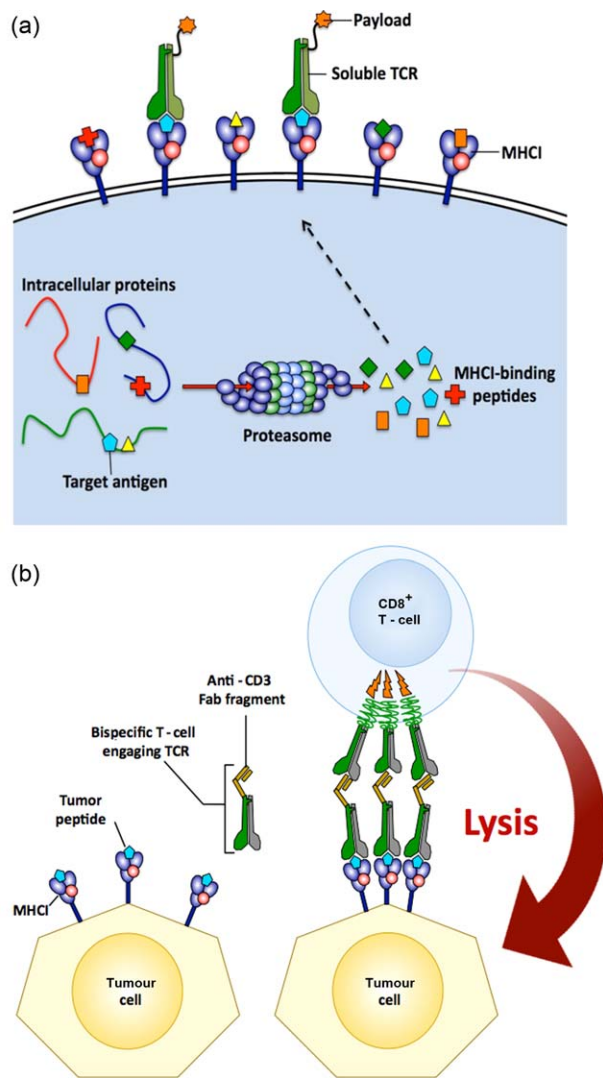 (a)
Payload
Soluble TCR
MHCI
Intracellular proteins
Proteasome
MHCI-binding
peptides
Target antigen
(b)
CD8+
T - cell
Anti - CD3
Fab fragment
Bispecific T - cell
engaging TCR
Tumor
peptide
Lysis
MHCI
Tumour
cell
Tumour
cell